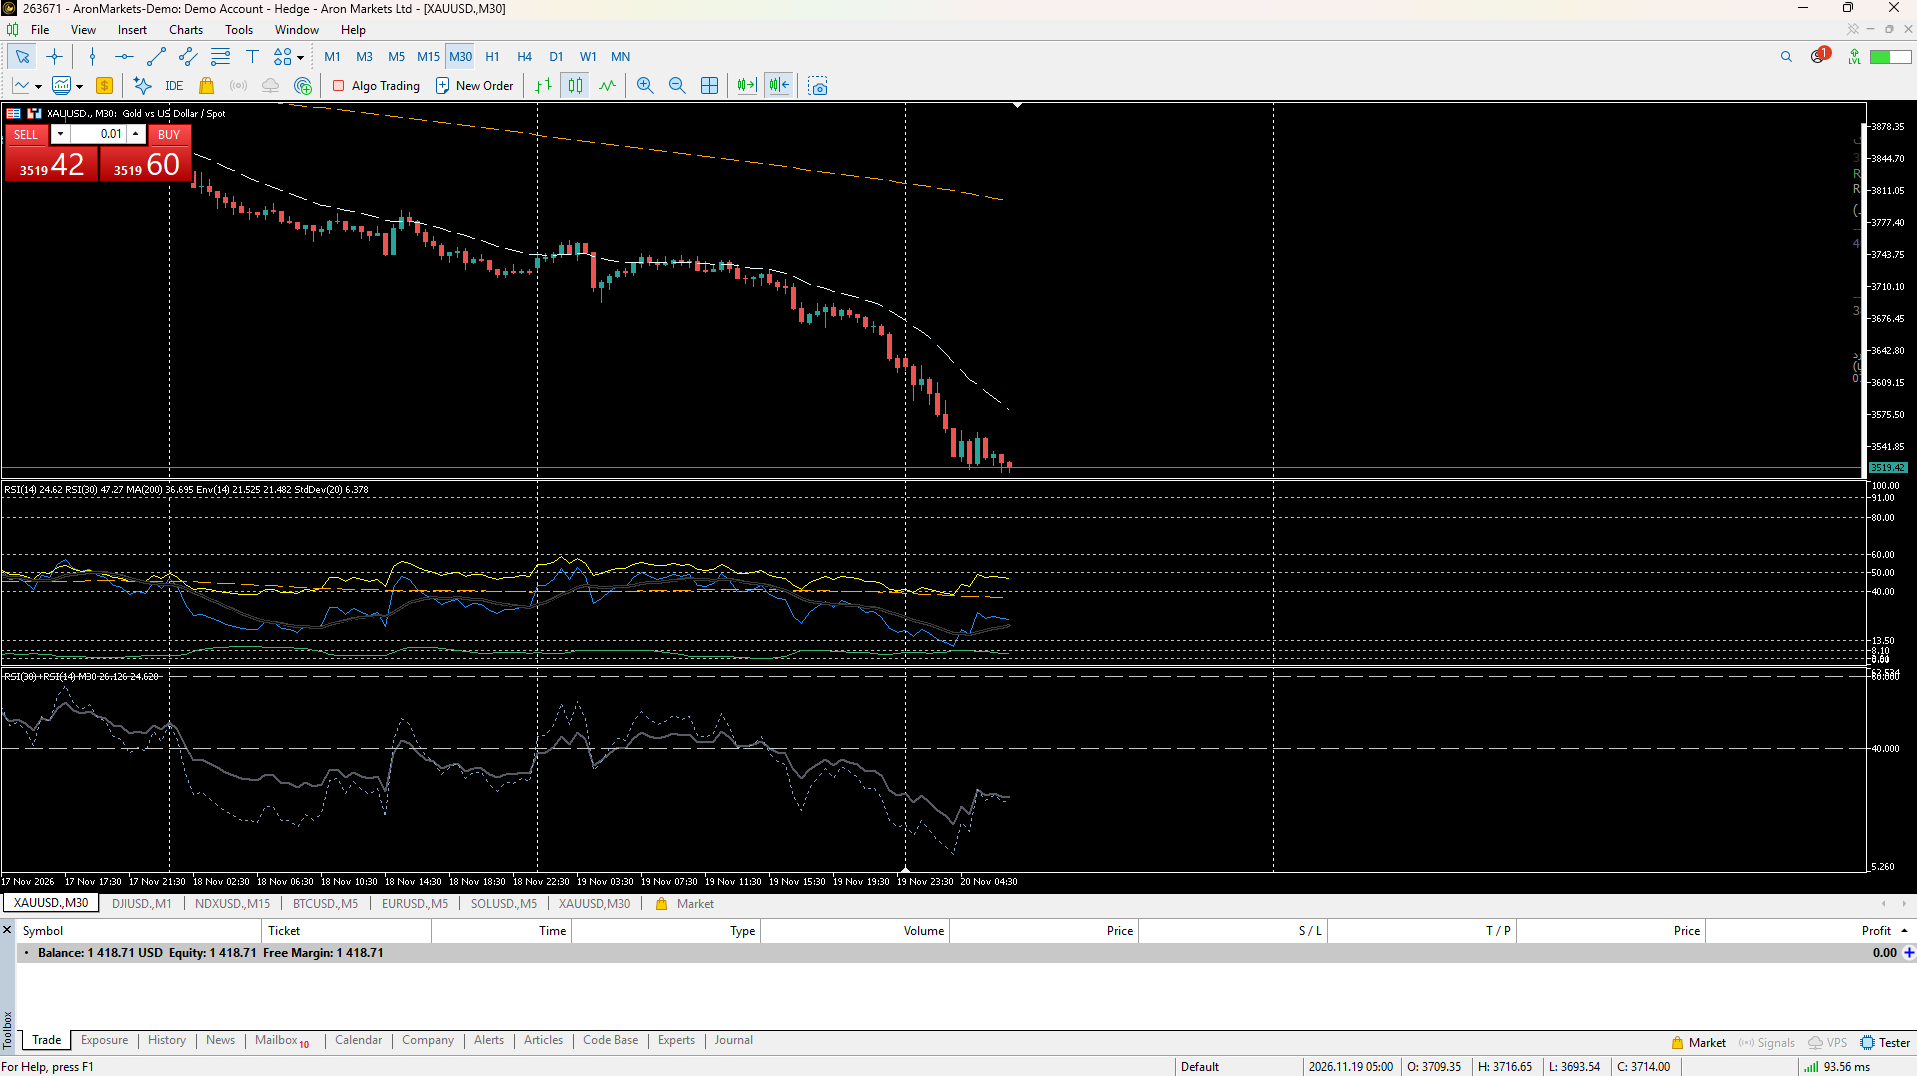 263671 - AronMarkets-Demo: Demo Account - Hedge - Aron Markets Ltd - [XAUUSD.,M30]
File View Insert Charts Tools Window Help
M1 M3 M5 M15 M30 H1 H4 D1 W1 MN
1
LVL
IDE Algo Trading New Order
XAUUSD., M30: Gold vs US Dollar / Spot
SELL 0.01 BUY
3519 42 3519 60
3878.35
3844.70
3811.05
3777.40
3743.75
3710.10
3676.45
3642.80
3609.15
3575.50
3541.85
3519.42
RSI(14) 24.62 RSI(30) 47.27 MA(200) 36.695 Env(14) 21.525 21.482 StdDev(20) 6.378
100.00
91.00
80.00
60.00
50.00
40.00
13.50
8.10
RSI(30)+RSI(14) M30 26.126 24.620
60.000
40.000
5.260
17 Nov 2026 17 Nov 17:30 17 Nov 21:30 18 Nov 02:30 18 Nov 06:30 18 Nov 10:30 18 Nov 14:30 18 Nov 18:30 18 Nov 22:30 19 Nov 03:30 19 Nov 07:30 19 Nov 11:30 19 Nov 15:30 19 Nov 19:30 19 Nov 23:30 20 Nov 04:30
XAUUSD.,M30 DJIUSD.,M1 NDXUSD.,M15 BTCUSD.,M5 EURUSD.,M5 SOLUSD.,M5 XAUUSD,M30 Market
Symbol Ticket Time Type Volume Price S / L T / P Price Profit
Balance: 1 418.71 USD Equity: 1 418.71 Free Margin: 1 418.71 0.00
Toolbox
Trade Exposure History News Mailbox 10 Calendar Company Alerts Articles Code Base Experts Journal Market Signals VPS Tester
For Help, press F1 Default 2026.11.19 05:00 O: 3709.35 H: 3716.65 L: 3693.54 C: 3714.00 93.56 ms